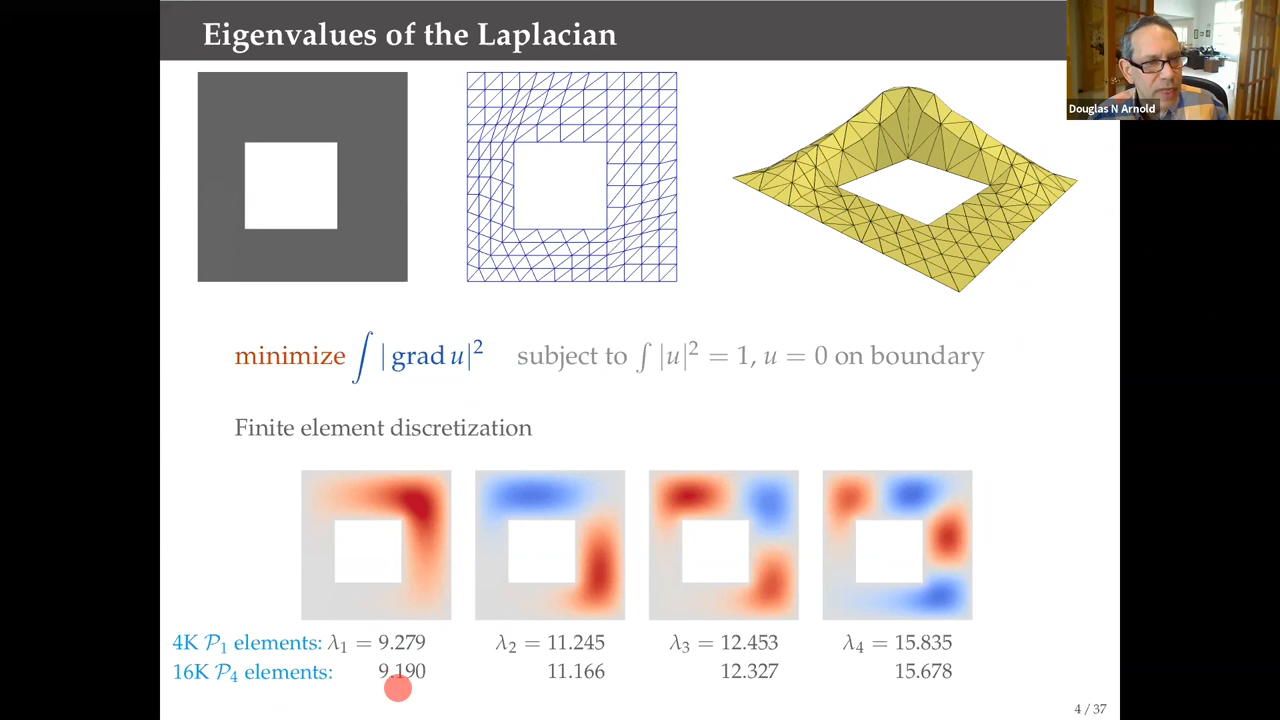 Eigenvalues of the Laplacian
Douglas N Arnold
minimize ∫ | grad u|² subject to ∫ |u|² = 1, u = 0 on boundary
Finite element discretization
4K 𝒫₁ elements: λ₁ = 9.279 λ₂ = 11.245 λ₃ = 12.453 λ₄ = 15.835
16K 𝒫₄ elements: 9.190 11.166 12.327 15.678
4 / 37